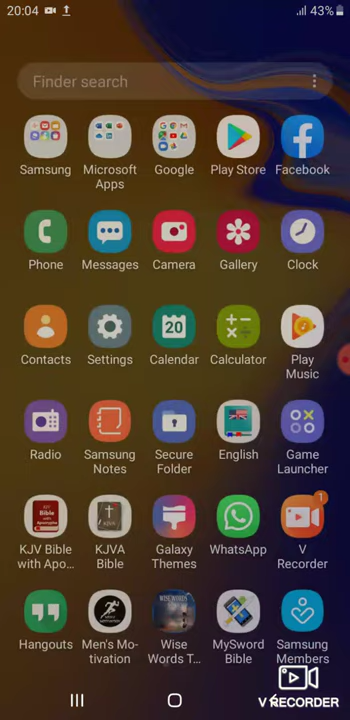 20:04
43%
Finder search
Samsung
Microsoft Apps
Google
Play Store
Facebook
Phone
Messages
Camera
Gallery
Clock
20
Contacts
Settings
Calendar
Calculator
Play Music
Radio
Samsung Notes
Secure Folder
English
Game Launcher
1
KJV Bible with Apo...
KJVA Bible
Galaxy Themes
WhatsApp
V Recorder
Hangouts
Men's Mo-tivation
Wise Words T...
MySword Bible
Samsung Members
V RECORDER